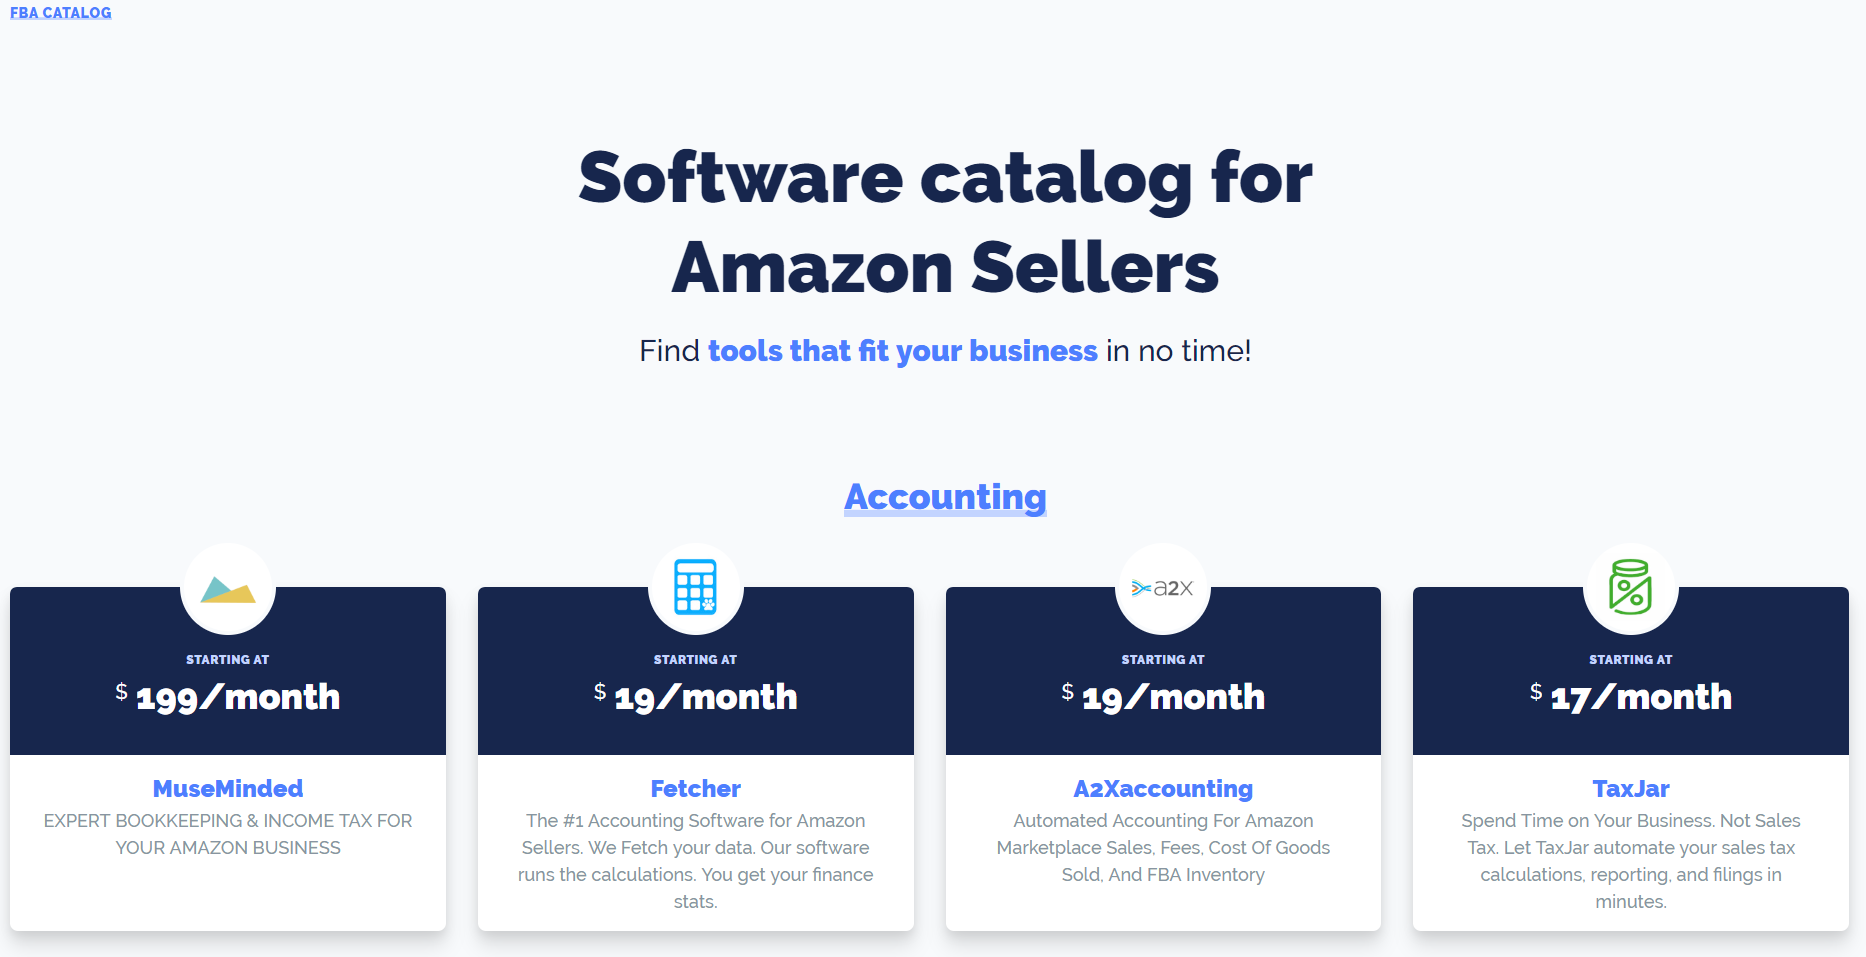 FBA CATALOG
Software catalog for
Amazon Sellers
Find tools that fit your business in no time!
Accounting
STARTING AT
$ 199/month
MuseMinded
EXPERT BOOKKEEPING & INCOME TAX FOR
YOUR AMAZON BUSINESS
STARTING AT
$ 19/month
Fetcher
The #1 Accounting Software for Amazon
Sellers. We Fetch your data. Our software
runs the calculations. You get your finance
stats.
a2x
STARTING AT
$ 19/month
A2Xaccounting
Automated Accounting For Amazon
Marketplace Sales, Fees, Cost Of Goods
Sold, And FBA Inventory
STARTING AT
$ 17/month
TaxJar
Spend Time on Your Business. Not Sales
Tax. Let TaxJar automate your sales tax
calculations, reporting, and filings in
minutes.